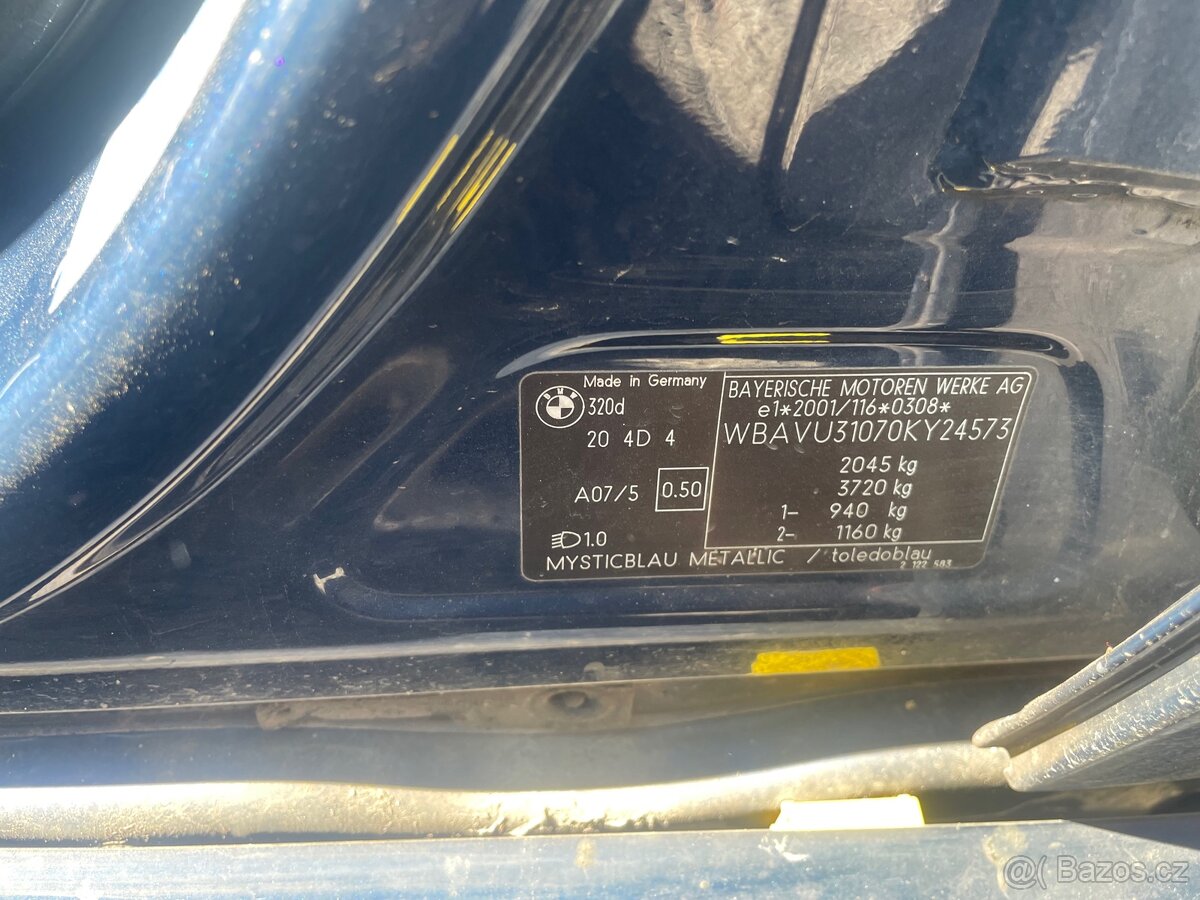 Made in Germany
BMW
320d
20 4D 4
A07/5
0.50
1.0
BAYERISCHE MOTOREN WERKE AG
e1*2001/116*0308*
WBAVU31070KY24573
2045 kg
3720 kg
1- 940 kg
2- 1160 kg
MYSTICBLAU METALLIC / toledoblau
2 122 583
@( Bazos.cz